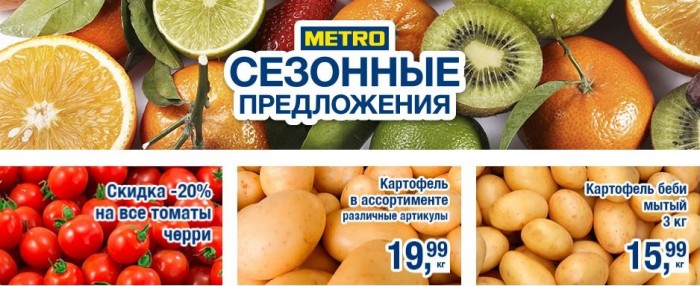 METRO
СЕЗОННЫЕ
ПРЕДЛОЖЕНИЯ
Скидка -20%
на все томаты
черри
Картофель
в ассортименте
различные артикулы
19,99
кг
Картофель беби
мытый
3 кг
15,99
кг